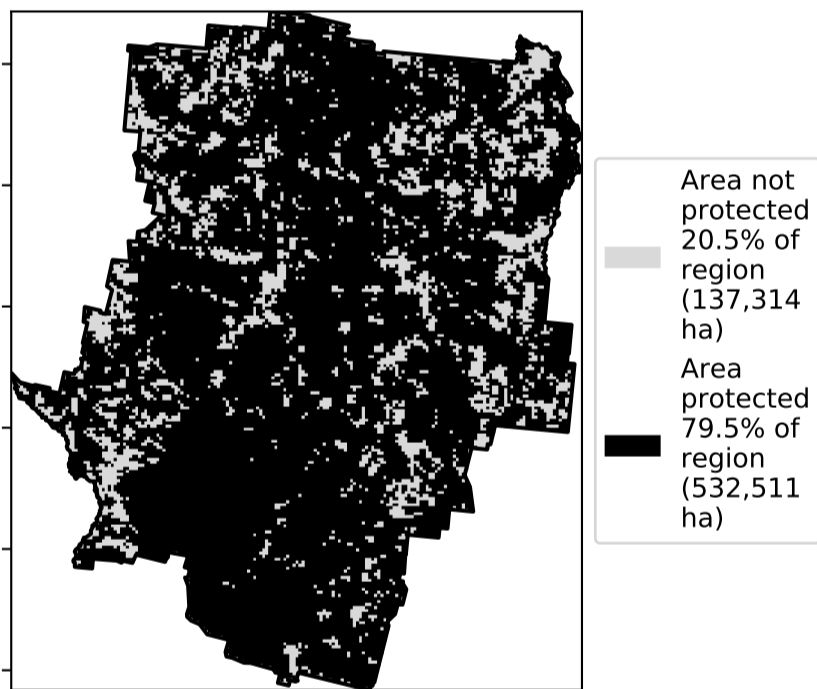 Area not
protected
20.5% of
region
(137,314
ha)
Area
protected
79.5% of
region
(532,511
ha)